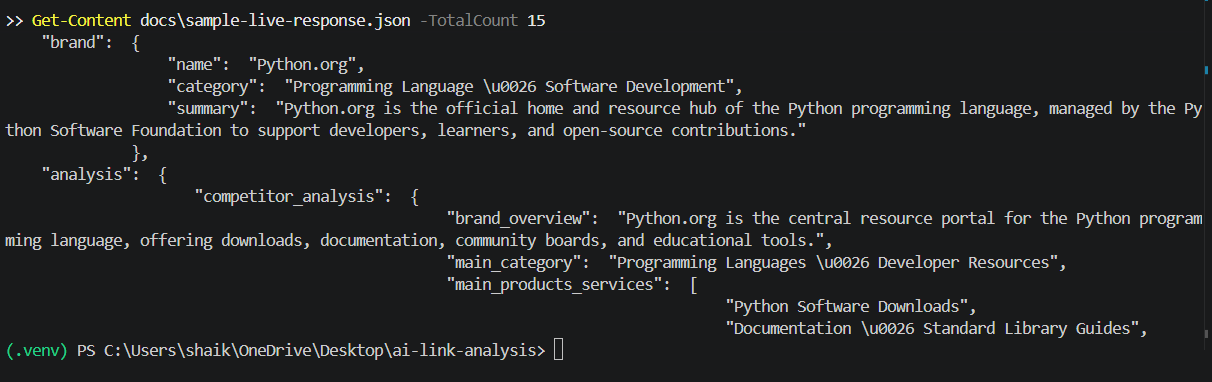 >> Get-Content docs\sample-live-response.json -TotalCount 15
    "brand":  {
                  "name":  "Python.org",
                  "category":  "Programming Language \u0026 Software Development",
                  "summary":  "Python.org is the official home and resource hub of the Python programming language, managed by the Py
thon Software Foundation to support developers, learners, and open-source contributions."
              },
    "analysis":  {
                     "competitor_analysis":  {
                                                 "brand_overview":  "Python.org is the central resource portal for the Python program
ming language, offering downloads, documentation, community boards, and educational tools.",
                                                 "main_category":  "Programming Languages \u0026 Developer Resources",
                                                 "main_products_services":  [
                                                                                "Python Software Downloads",
                                                                                "Documentation \u0026 Standard Library Guides",
(.venv) PS C:\Users\shaik\OneDrive\Desktop\ai-link-analysis>